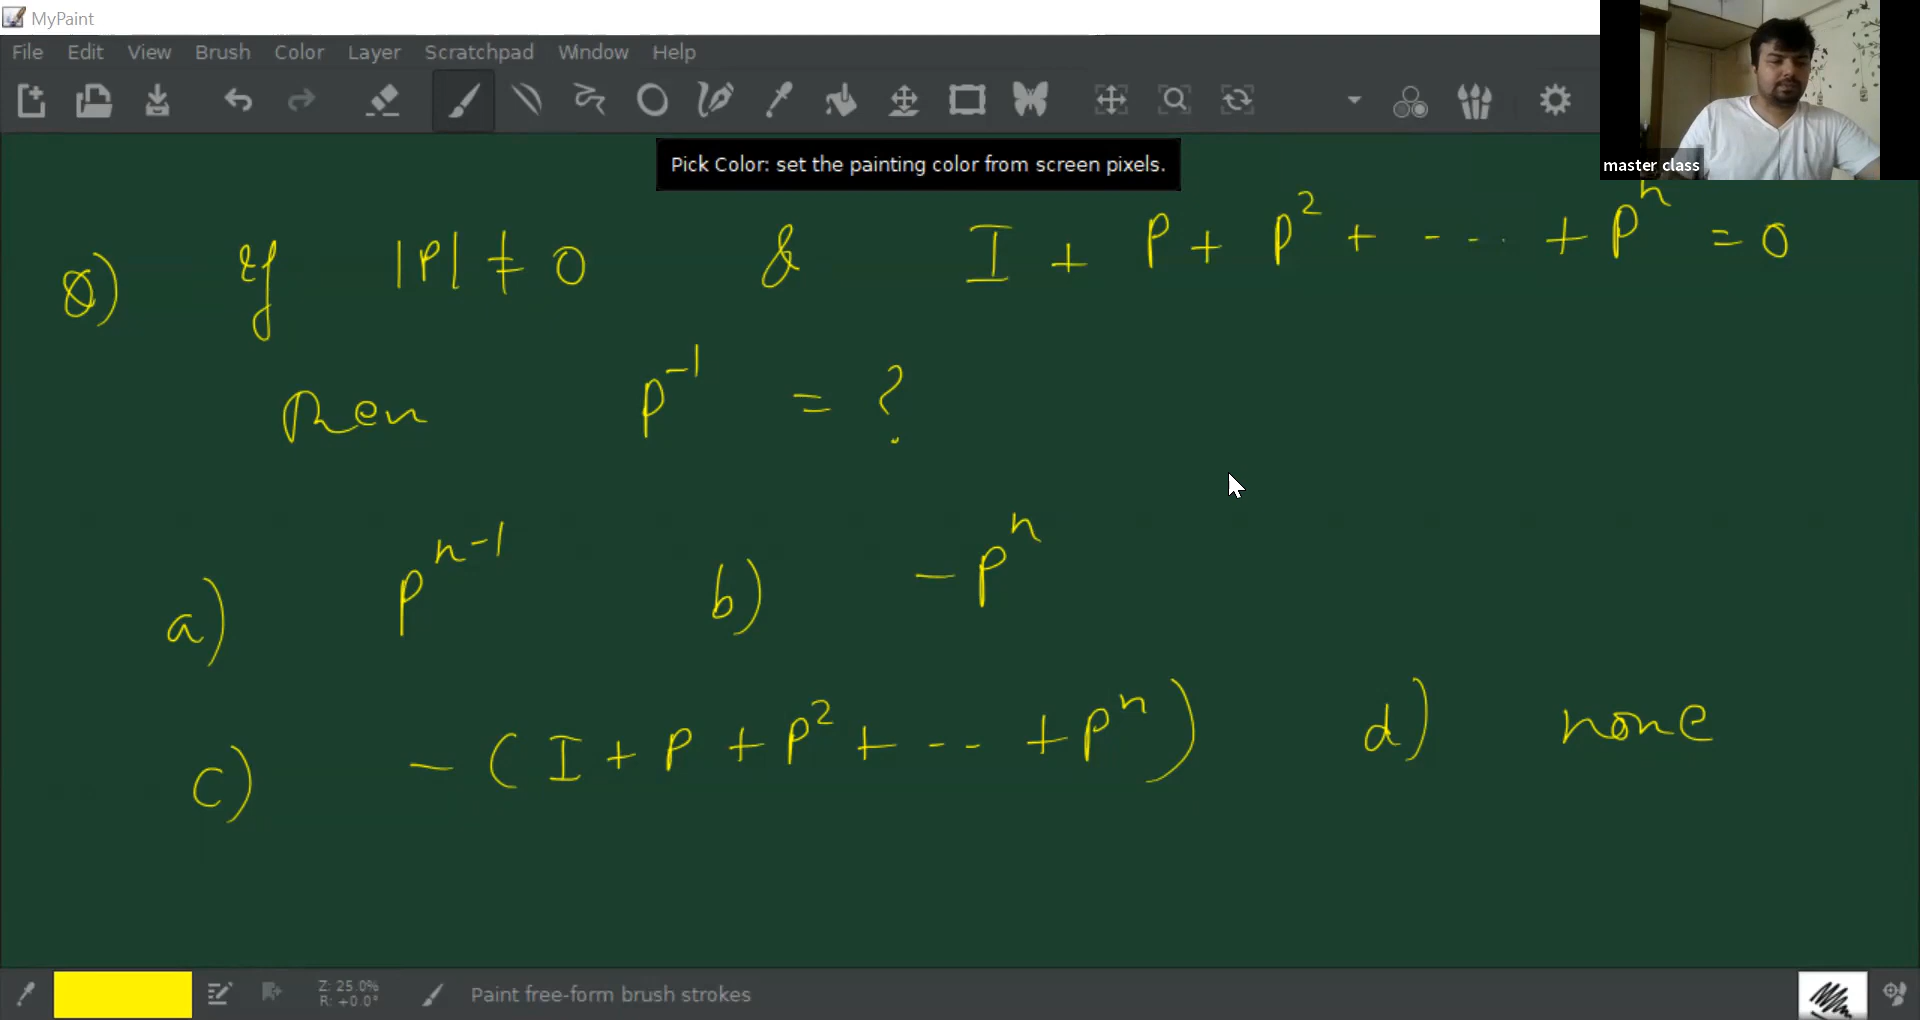 MyPaint
File Edit View Brush Color Layer Scratchpad Window Help
master class
Pick Color: set the painting color from screen pixels.
Q) If |P| ≠ 0 & I + P + P² + - - - + Pⁿ = 0
Then P⁻¹ = ?
a) Pⁿ⁻¹ b) - Pⁿ
c) - ( I + P + P² + - - - + Pⁿ ) d) none
Z: 25.0%
R: +0.0°
Paint free-form brush strokes